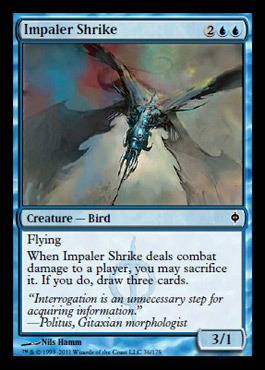 Impaler Shrike 2
Creature — Bird
Flying
When Impaler Shrike deals combat
damage to a player, you may sacrifice
it. If you do, draw three cards.
"Interrogation is an unnecessary step for
acquiring information."
—Politus, Gitaxian morphologist
3/1
Nils Hamm
™ & © 1993–2011 Wizards of the Coast LLC 36/175